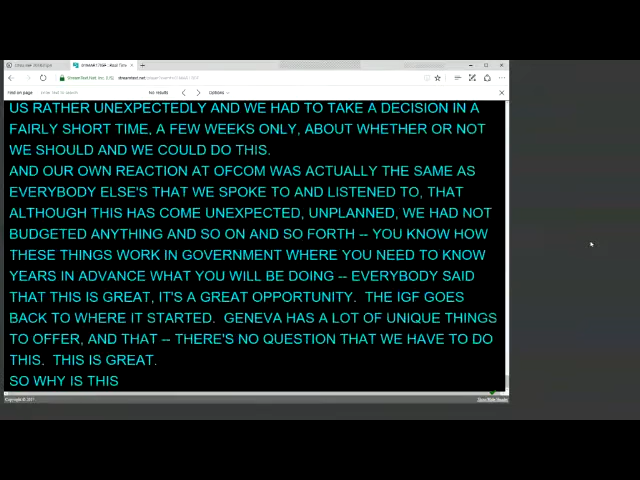 Find on page
No results
Options
US RATHER UNEXPECTEDLY AND WE HAD TO TAKE A DECISION IN A
FAIRLY SHORT TIME, A FEW WEEKS ONLY, ABOUT WHETHER OR NOT
WE SHOULD AND WE COULD DO THIS.
AND OUR OWN REACTION AT OFCOM WAS ACTUALLY THE SAME AS
EVERYBODY ELSE'S THAT WE SPOKE TO AND LISTENED TO, THAT
ALTHOUGH THIS HAS COME UNEXPECTED, UNPLANNED, WE HAD NOT
BUDGETED ANYTHING AND SO ON AND SO FORTH -- YOU KNOW HOW
THESE THINGS WORK IN GOVERNMENT WHERE YOU NEED TO KNOW
YEARS IN ADVANCE WHAT YOU WILL BE DOING -- EVERYBODY SAID
THAT THIS IS GREAT, IT'S A GREAT OPPORTUNITY.  THE IGF GOES
BACK TO WHERE IT STARTED.  GENEVA HAS A LOT OF UNIQUE THINGS
TO OFFER, AND THAT -- THERE'S NO QUESTION THAT WE HAVE TO DO
THIS.  THIS IS GREAT.
SO WHY IS THIS